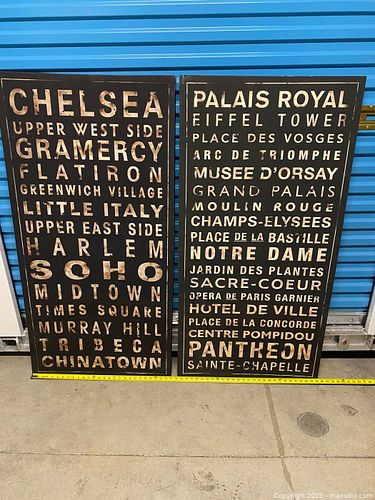 CHELSEA
UPPER WEST SIDE
GRAMERCY
FLATIRON
GREENWICH VILLAGE
LITTLE ITALY
UPPER EAST SIDE
HARLEM
SOHO
MIDTOWN
TIMES SQUARE
MURRAY HILL
TRIBECA
CHINATOWN
PALAIS ROYAL
EIFFEL TOWER
PLACE DES VOSGES
ARC DE TRIOMPHE
MUSEE D'ORSAY
GRAND PALAIS
MOULIN ROUGE
CHAMPS-ELYSEES
PLACE DE LA BASTILLE
NOTRE DAME
JARDIN DES PLANTES
SACRE-COEUR
OPERA DE PARIS GARNIER
HOTEL DE VILLE
PLACE DE LA CONCORDE
CENTRE POMPIDOU
PANTHEON
SAINTE-CHAPELLE
Copyright 2025 - maxsold.com